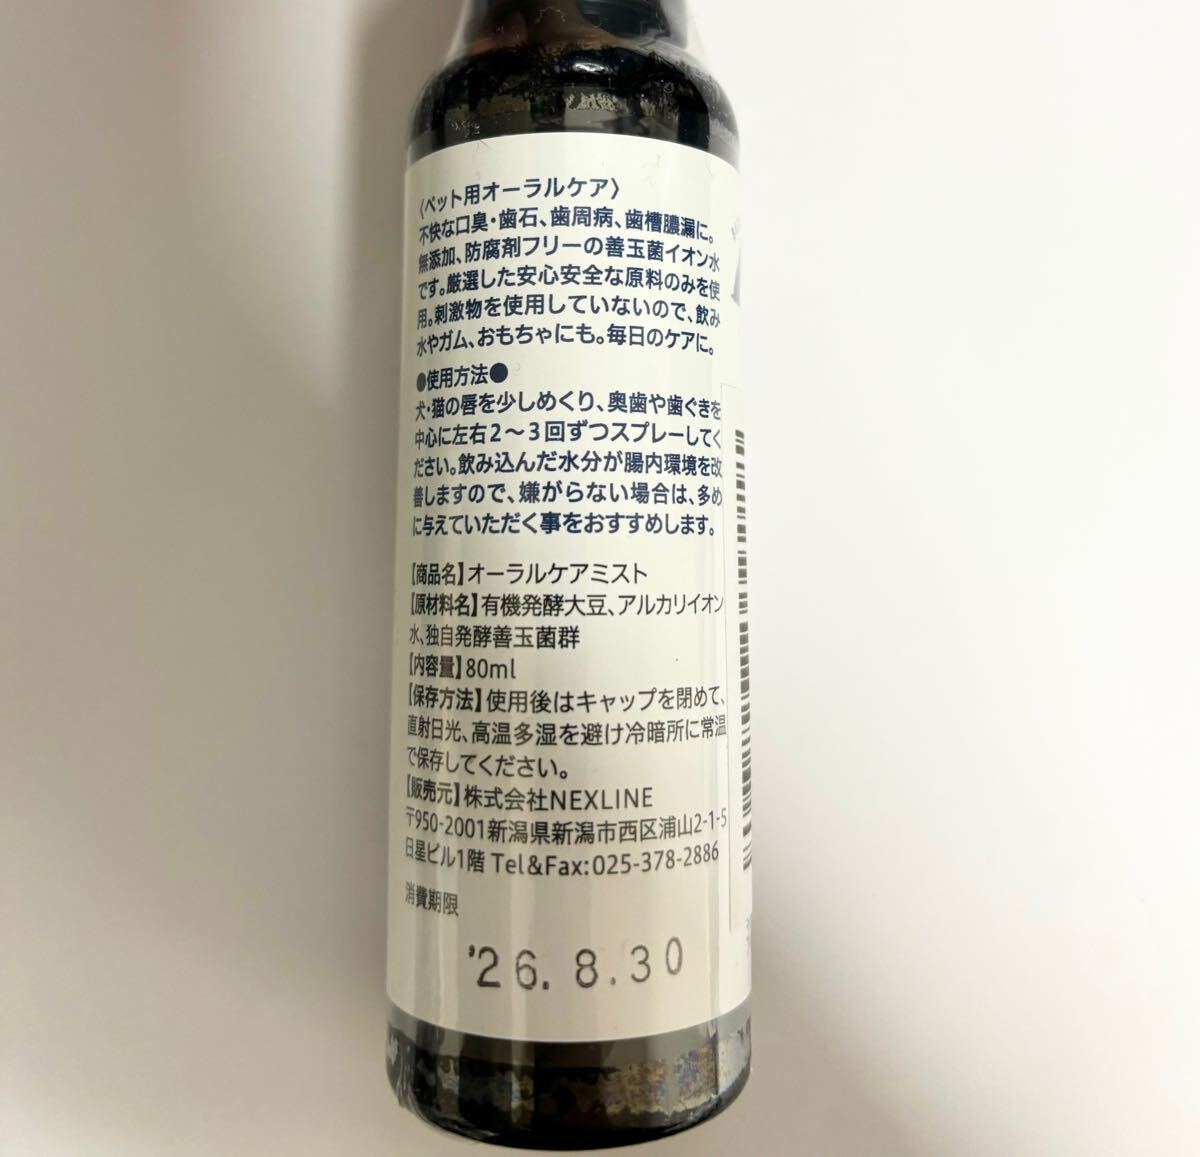 〈ペット用オーラルケア〉
不快な口臭・歯石、歯周病、歯槽膿漏に。
無添加、防腐剤フリーの善玉菌イオン水
です。厳選した安心安全な原料のみを使
用。刺激物を使用していないので、飲み
水やガム、おもちゃにも。毎日のケアに。
●使用方法●
犬・猫の唇を少しめくり、奥歯や歯ぐきを
中心に左右2～3回ずつスプレーしてく
ださい。飲み込んだ水分が腸内環境を改
善しますので、嫌がらない場合は、多め
に与えていただく事をおすすめします。
【商品名】オーラルケアミスト
【原材料名】有機発酵大豆、アルカリイオン
水、独自発酵善玉菌群
【内容量】80ml
【保存方法】使用後はキャップを閉めて、
直射日光、高温多湿を避け冷暗所に常温
で保存してください。
【販売元】株式会社NEXLINE
〒950-2001新潟県新潟市西区浦山2-1-5
日星ビル1階 Tel&Fax:025-378-2886
消費期限
'26.8.30